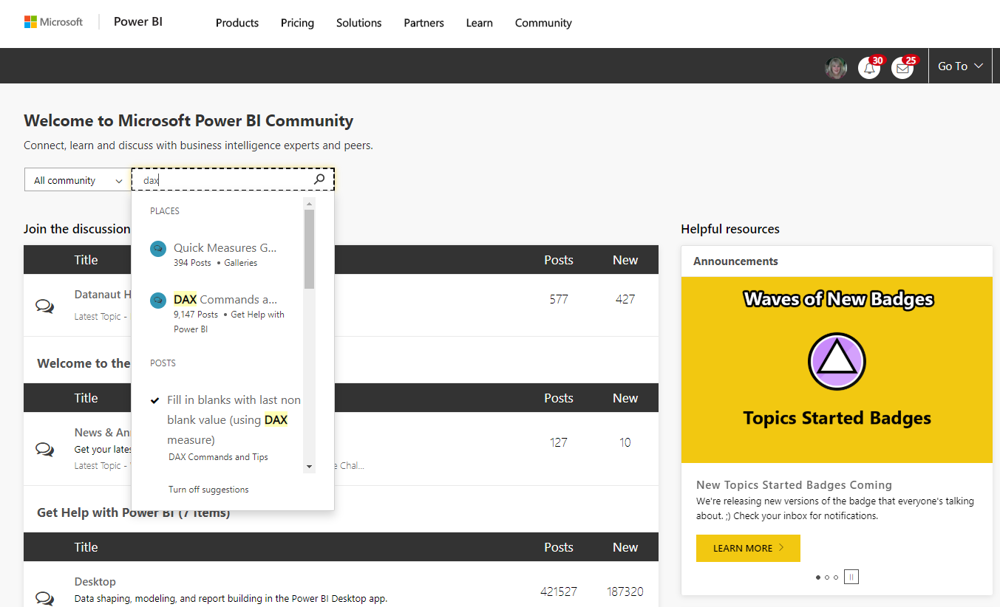 Microsoft
Power BI
Products
Pricing
Solutions
Partners
Learn
Community
30
25
Go To
Welcome to Microsoft Power BI Community
Connect, learn and discuss with business intelligence experts and peers.
All community
dax
PLACES
Quick Measures G...
394 Posts • Galleries
DAX Commands a...
9,147 Posts • Get Help with
Power BI
POSTS
Fill in blanks with last non
blank value (using DAX
measure)
DAX Commands and Tips
Turn off suggestions
Join the discussion
Title Posts New
Datanaut H 577 427
Latest Topic -
Welcome to the
Title Posts New
News & An
Get your lates 127 10
Latest Topic - e Chal...
Get Help with Power BI (7 Items)
Title Posts New
Desktop
Data shaping, modeling, and report building in the Power BI Desktop app. 421527 187320
Helpful resources
Announcements
Waves of New Badges
Topics Started Badges
New Topics Started Badges Coming
We're releasing new versions of the badge that everyone's talking
about. ;) Check your inbox for notifications.
LEARN MORE